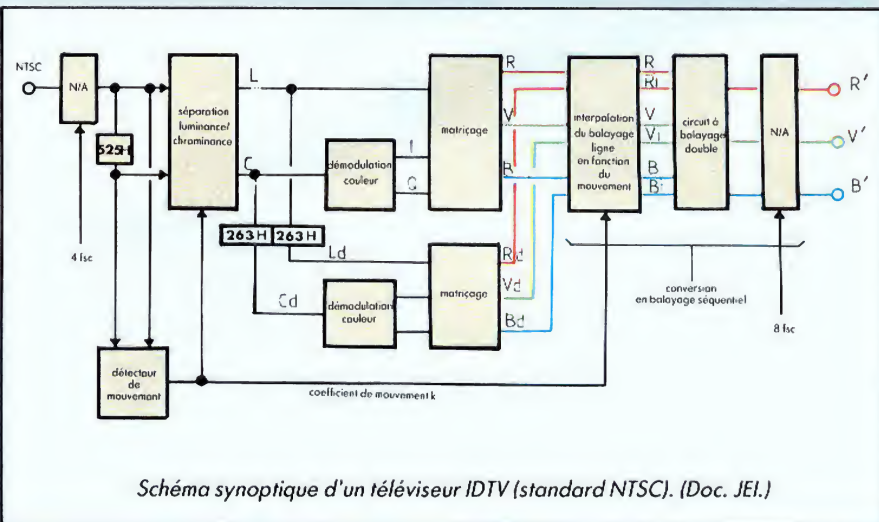 NTSC
N/A
525H
4 fsc
séparation
luminance/
chrominance
L
C
démodulation
couleur
I
Q
263H
263H
Ld
Cd
démodulation
couleur
matriçage
matriçage
R
V
B
Rd
Vd
Bd
interpolation
du balayage
ligne
en fonction
du
mouvement
R
Ri
V
Vi
B
Bi
circuit à
balayage
double
N/A
R'
V'
B'
conversion
en balayage séquentiel
8 fsc
détecteur
de
mouvement
coefficient de mouvement k
Schéma synoptique d'un téléviseur IDTV (standard NTSC). (Doc. JEI.)